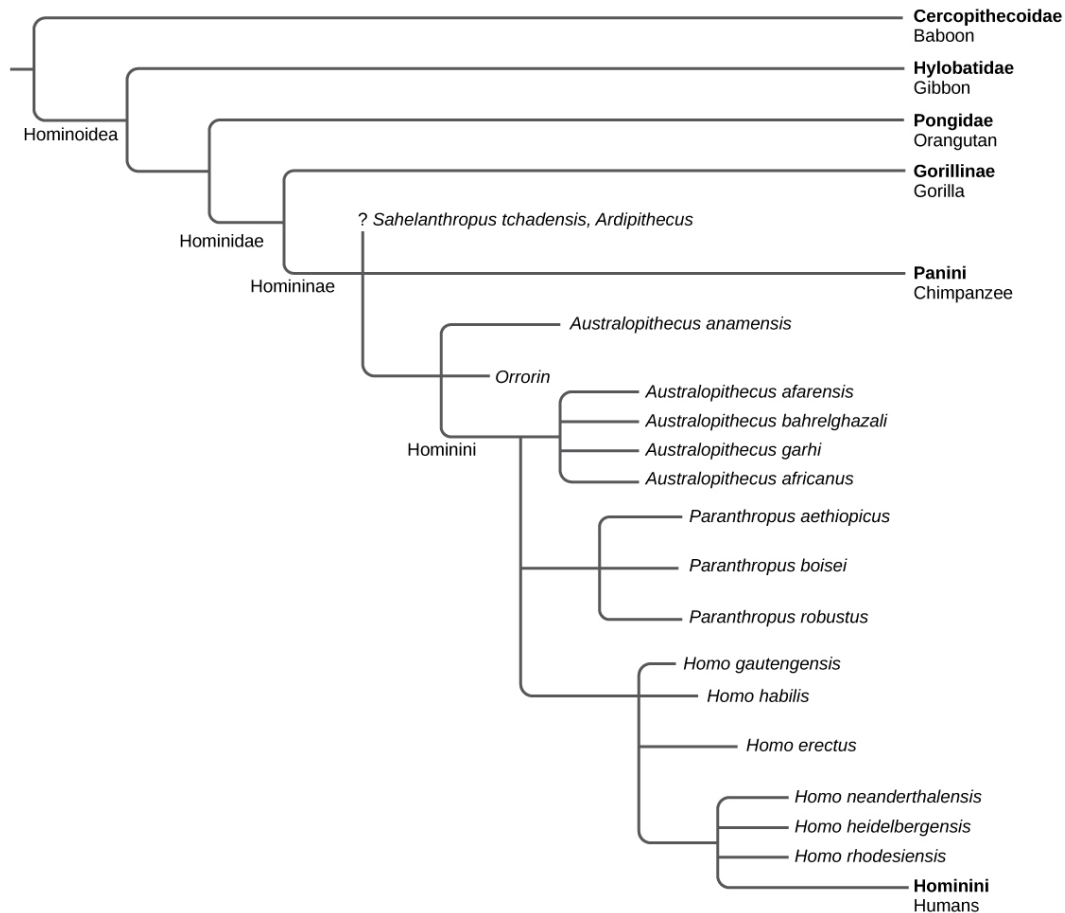 Cercopithecoidae
Baboon
Hylobatidae
Gibbon
Hominoidea
Pongidae
Orangutan
Gorillinae
Gorilla
? Sahelanthropus tchadensis, Ardipithecus
Hominidae
Homininae
Panini
Chimpanzee
Australopithecus anamensis
Orrorin
Australopithecus afarensis
Australopithecus bahrelghazali
Hominini
Australopithecus garhi
Australopithecus africanus
Paranthropus aethiopicus
Paranthropus boisei
Paranthropus robustus
Homo gautengensis
Homo habilis
Homo erectus
Homo neanderthalensis
Homo heidelbergensis
Homo rhodesiensis
Hominini
Humans